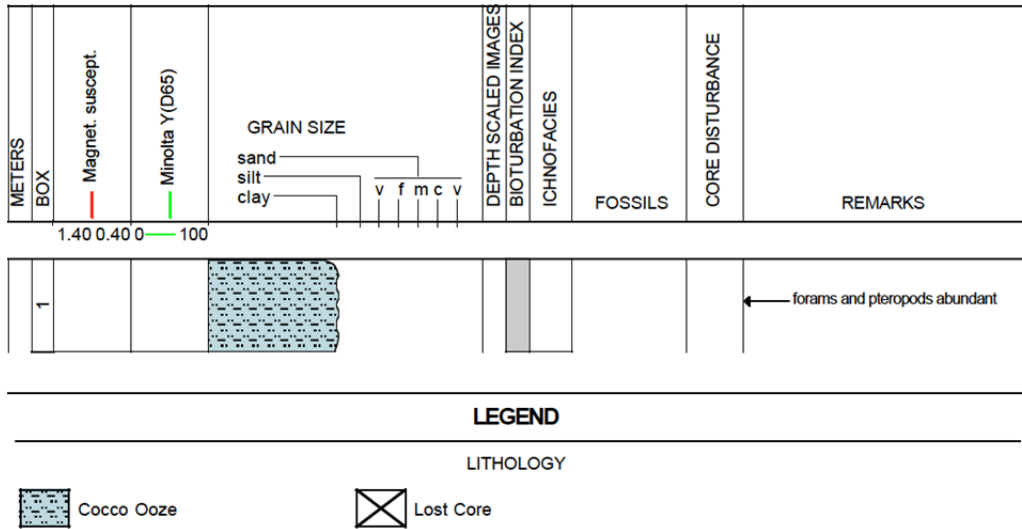 METERS
BOX
Magnet. suscept.
Minolta Y(D65)
GRAIN SIZE
sand
silt
clay
v f m c v
DEPTH SCALED IMAGES
BIOTURBATION INDEX
ICHNOFACIES
FOSSILS
CORE DISTURBANCE
REMARKS
1.40 0.40 0 100
1
forams and pteropods abundant
LEGEND
LITHOLOGY
Cocco Ooze
Lost Core